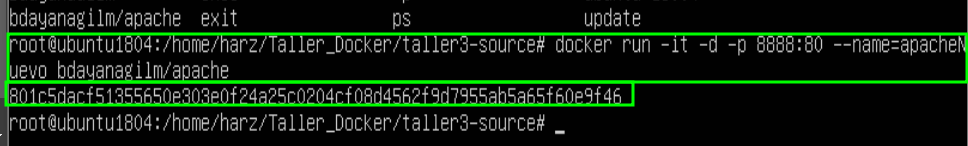 bdayanagilm/apache  exit                ps                  update
root@ubuntu1804:/home/harz/Taller_Docker/taller3-source# docker run -it -d -p 8888:80 --name=apacheN
uevo bdayanagilm/apache
801c5dacf51355650e303e0f24a25c0204cf08d4562f9d7955ab5a65f60e9f46
root@ubuntu1804:/home/harz/Taller_Docker/taller3-source# _